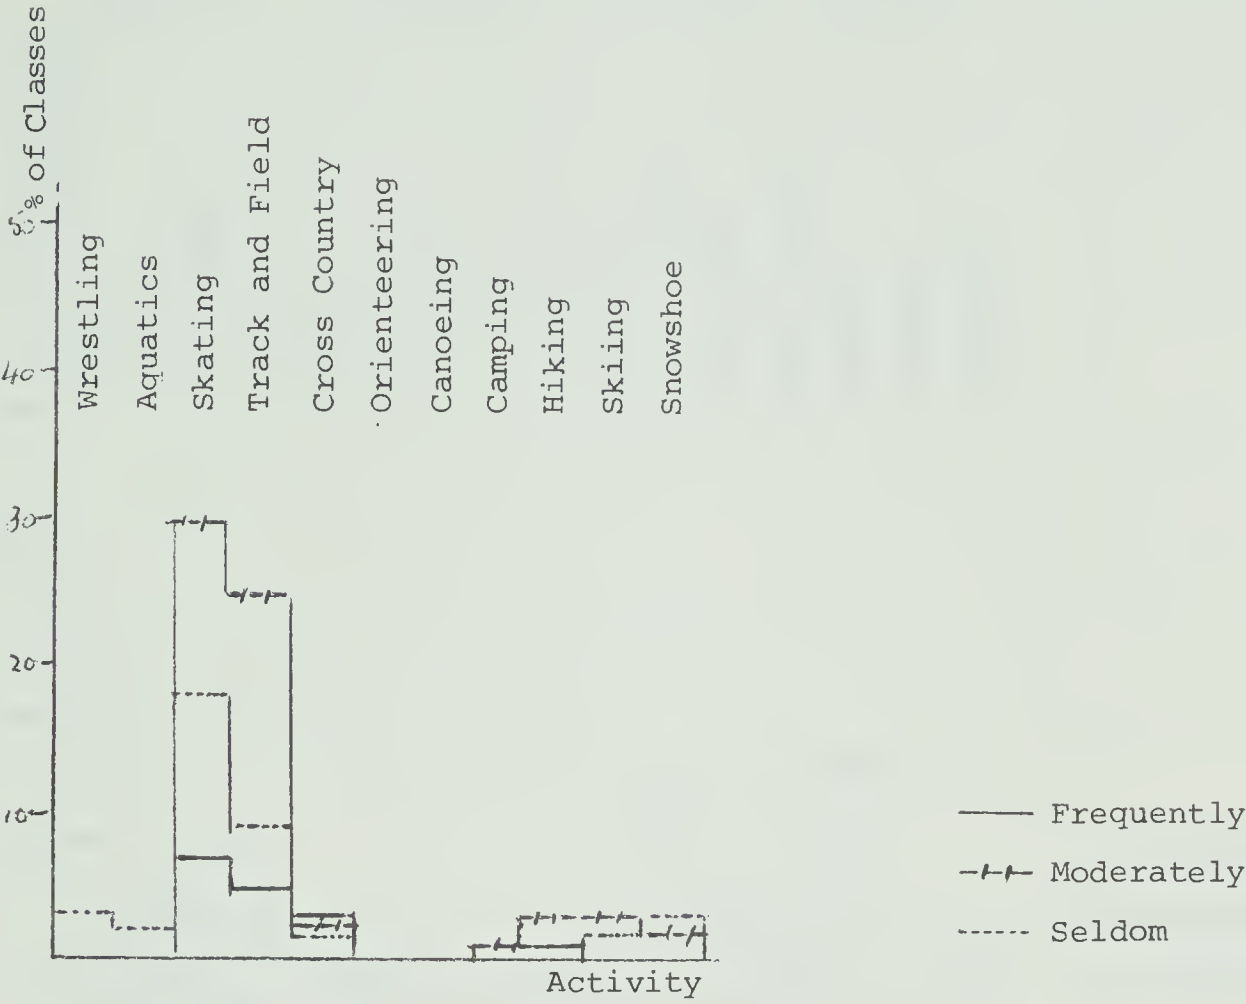 % of Classes
50
40
30
20
10
Wrestling
Aquatics
Skating
Track and Field
Cross Country
Orienteering
Canoeing
Camping
Hiking
Skiing
Snowshoe
Activity
Frequently
Moderately
Seldom